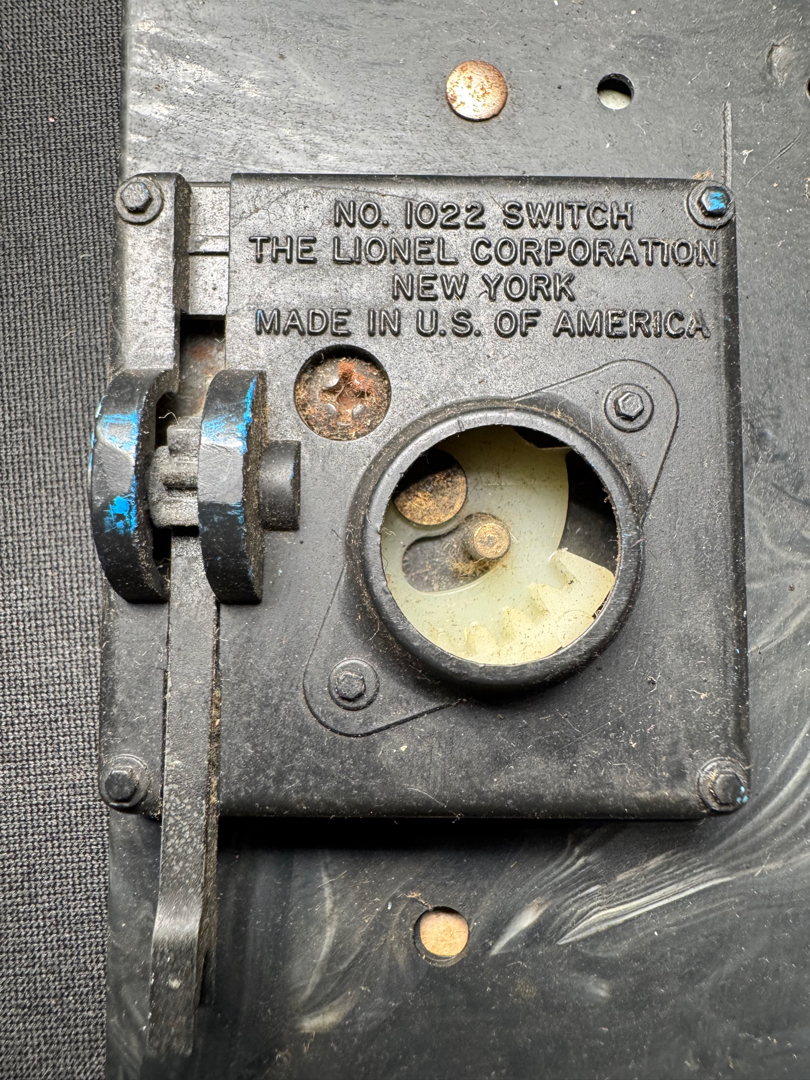 NO. 1022 SWITCH
THE LIONEL CORPORATION
NEW YORK
MADE IN U.S. OF AMERICA